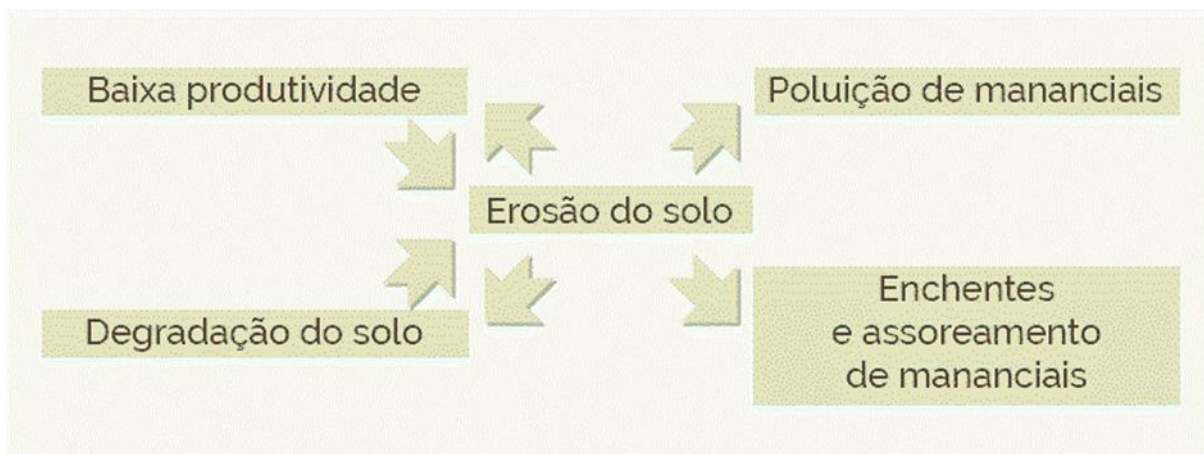 Baixa produtividade
Poluição de mananciais
Erosão do solo
Degradação do solo
Enchentes
e assoreamento
de mananciais